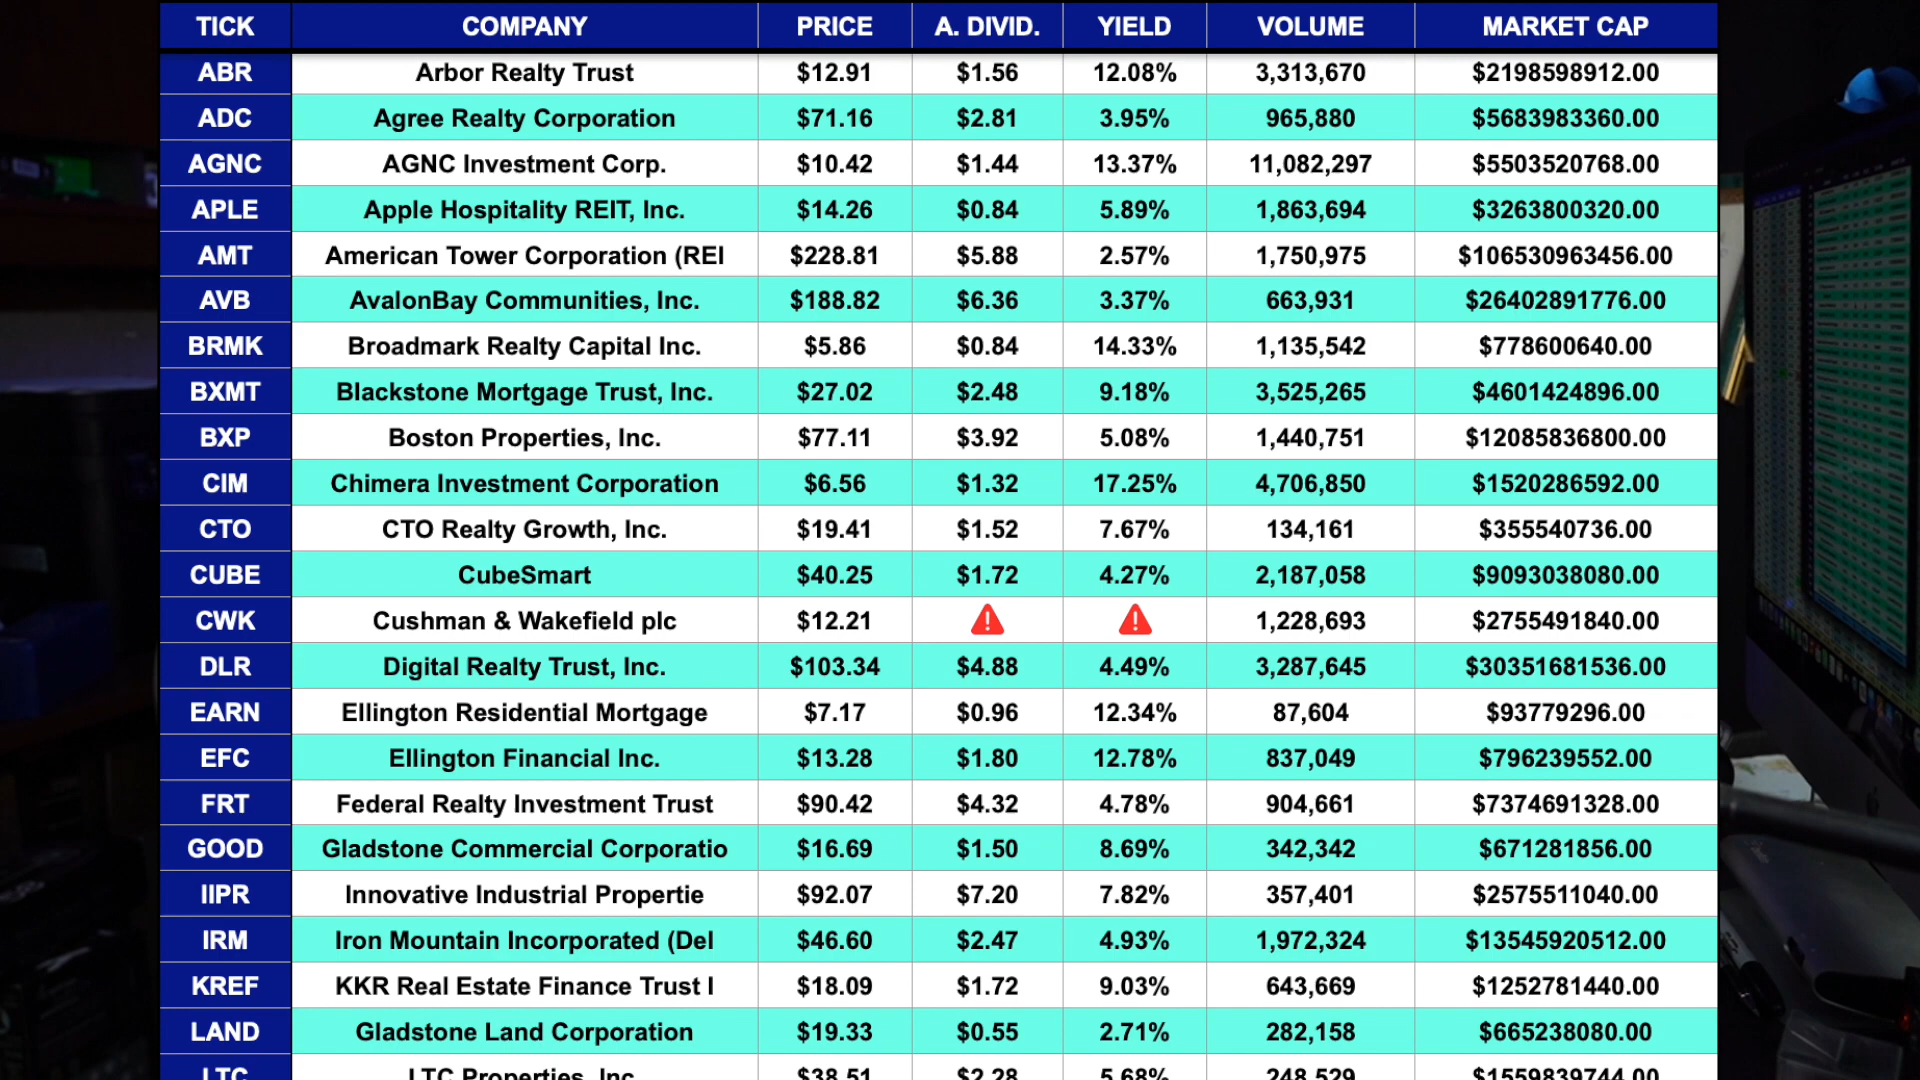 TICK COMPANY PRICE A. DIVID. YIELD VOLUME MARKET CAP
ABR Arbor Realty Trust $12.91 $1.56 12.08% 3,313,670 $2198598912.00
ADC Agree Realty Corporation $71.16 $2.81 3.95% 965,880 $5683983360.00
AGNC AGNC Investment Corp. $10.42 $1.44 13.37% 11,082,297 $5503520768.00
APLE Apple Hospitality REIT, Inc. $14.26 $0.84 5.89% 1,863,694 $3263800320.00
AMT American Tower Corporation (REI $228.81 $5.88 2.57% 1,750,975 $106530963456.00
AVB AvalonBay Communities, Inc. $188.82 $6.36 3.37% 663,931 $26402891776.00
BRMK Broadmark Realty Capital Inc. $5.86 $0.84 14.33% 1,135,542 $778600640.00
BXMT Blackstone Mortgage Trust, Inc. $27.02 $2.48 9.18% 3,525,265 $4601424896.00
BXP Boston Properties, Inc. $77.11 $3.92 5.08% 1,440,751 $12085836800.00
CIM Chimera Investment Corporation $6.56 $1.32 17.25% 4,706,850 $1520286592.00
CTO CTO Realty Growth, Inc. $19.41 $1.52 7.67% 134,161 $355540736.00
CUBE CubeSmart $40.25 $1.72 4.27% 2,187,058 $9093038080.00
CWK Cushman & Wakefield plc $12.21 1,228,693 $2755491840.00
DLR Digital Realty Trust, Inc. $103.34 $4.88 4.49% 3,287,645 $30351681536.00
EARN Ellington Residential Mortgage $7.17 $0.96 12.34% 87,604 $93779296.00
EFC Ellington Financial Inc. $13.28 $1.80 12.78% 837,049 $796239552.00
FRT Federal Realty Investment Trust $90.42 $4.32 4.78% 904,661 $7374691328.00
GOOD Gladstone Commercial Corporatio $16.69 $1.50 8.69% 342,342 $671281856.00
IIPR Innovative Industrial Propertie $92.07 $7.20 7.82% 357,401 $2575511040.00
IRM Iron Mountain Incorporated (Del $46.60 $2.47 4.93% 1,972,324 $13545920512.00
KREF KKR Real Estate Finance Trust I $18.09 $1.72 9.03% 643,669 $1252781440.00
LAND Gladstone Land Corporation $19.33 $0.55 2.71% 282,158 $665238080.00
LTC LTC Properties, Inc. $38.51 $2.28 5.68% 248,529 $1559839744.00